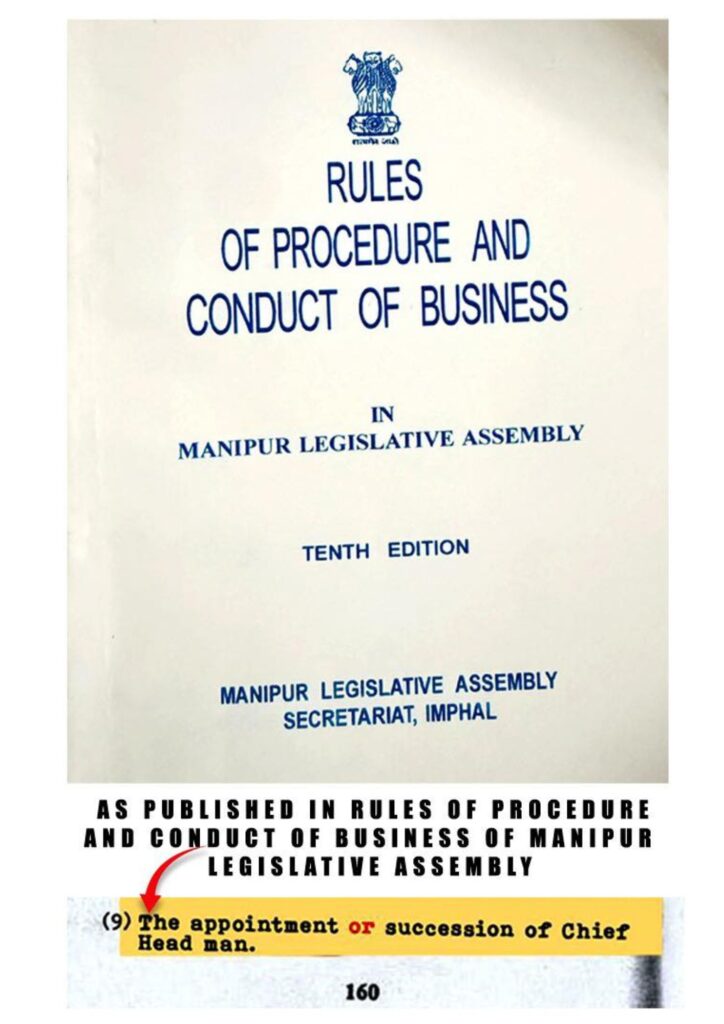 सत्यमेव जयते
RULES
OF PROCEDURE AND
CONDUCT OF BUSINESS
IN
MANIPUR LEGISLATIVE ASSEMBLY
TENTH EDITION
MANIPUR LEGISLATIVE ASSEMBLY
SECRETARIAT, IMPHAL
AS PUBLISHED IN RULES OF PROCEDURE
AND CONDUCT OF BUSINESS OF MANIPUR
LEGISLATIVE ASSEMBLY
(9) The appointment or succession of Chief
Head man.
160